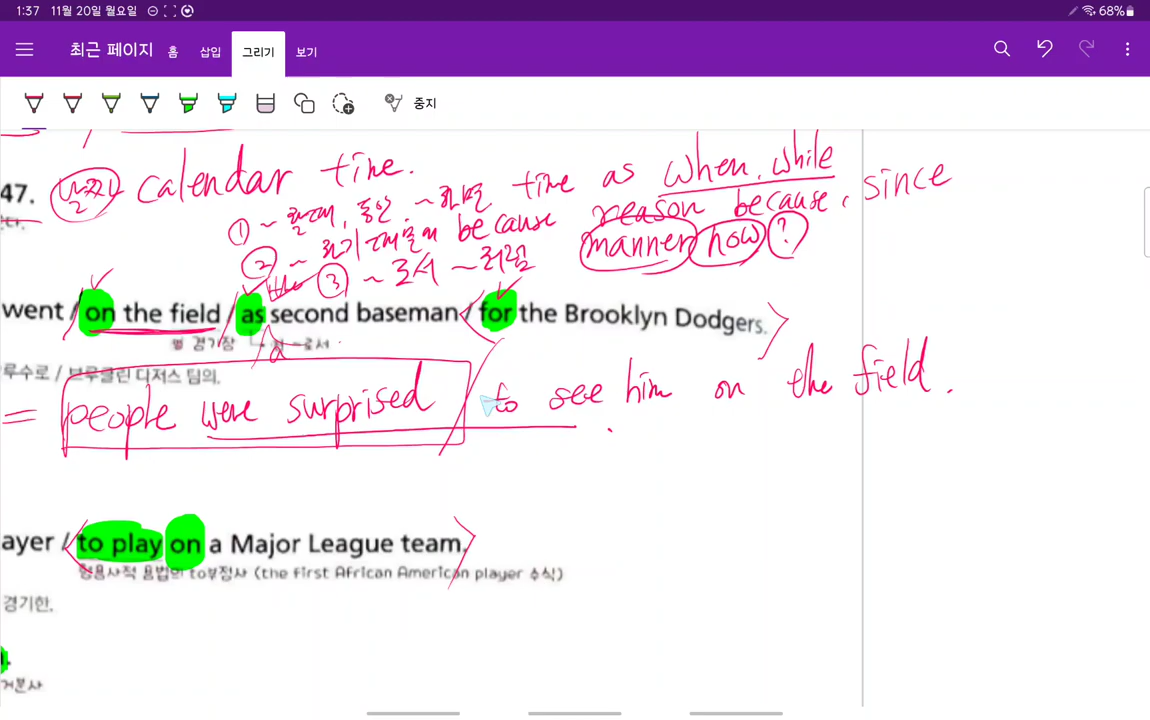 1:37 11월 20일 월요일 68%
최근 페이지 홈 삽입 그리기 보기
중지
47. 날짜 calendar time. time as when, while
① ~ 할때, 동안, ~하면 reason because, since
② ~ 하기 때문에 because manner how ?
③ ~ 로서 ~처럼
went / on the field / as second baseman / for the Brooklyn Dodgers.
경기장 ~로서
루수로 / 브루클린 다저스 팀의.
= people were surprised / to see him on the field.
ayer / to play on a Major League team.
형용사적 용법의 to부정사 (the first African American player 수식)
경기한.